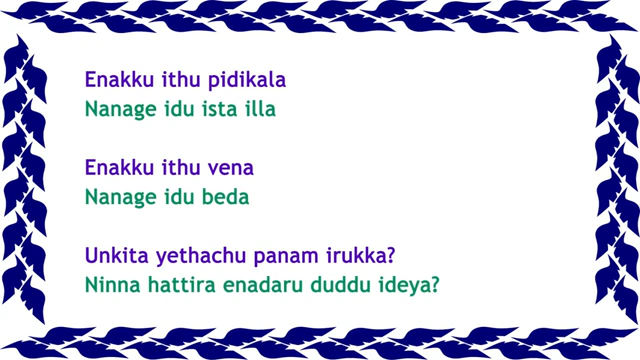 Enakku ithu pidikala
Nanage idu ista illa
Enakku ithu vena
Nanage idu beda
Unkita yethachu panam irukka?
Ninna hattira enadaru duddu ideya?